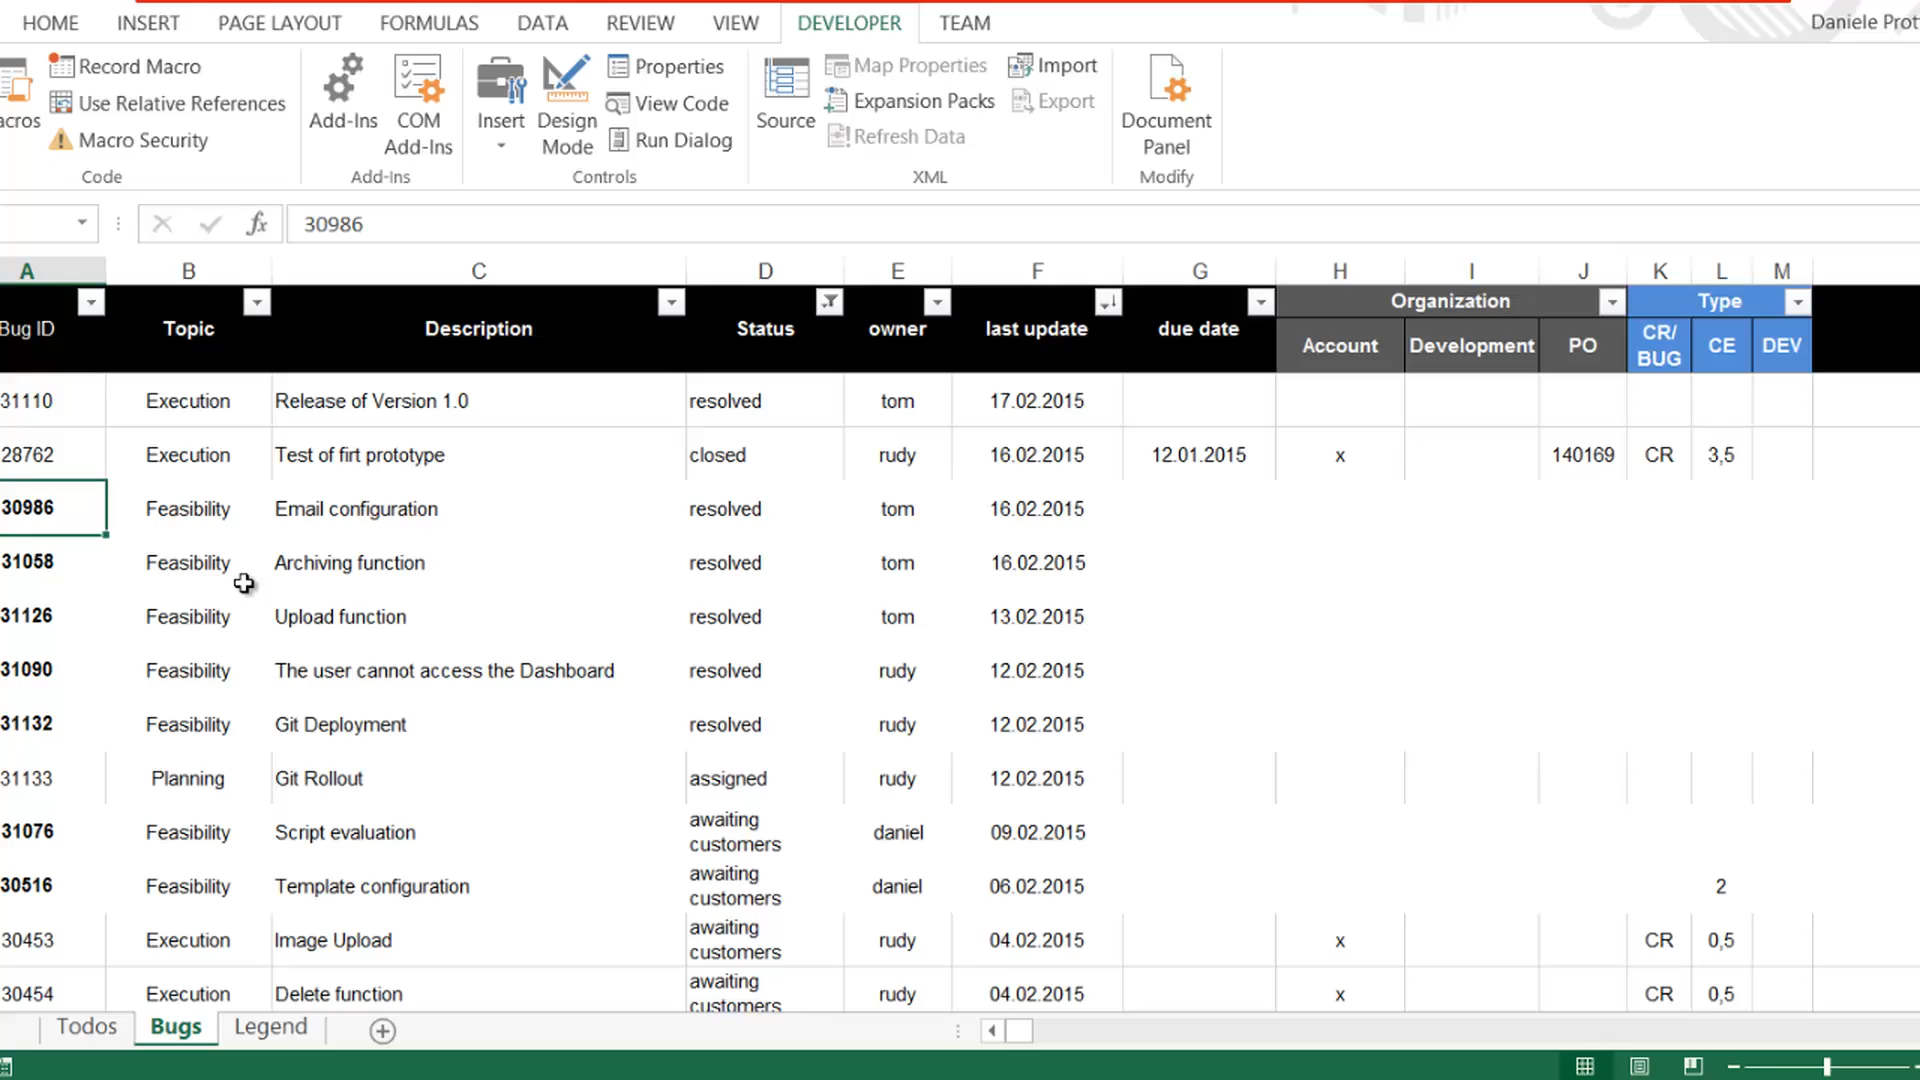 HOME INSERT PAGE LAYOUT FORMULAS DATA REVIEW VIEW DEVELOPER TEAM Daniele Prot
Record Macro Properties Map Properties Import
Use Relative References View Code Expansion Packs Export
acros Add-Ins COM Add-Ins Insert Design Mode Source Document Panel
Macro Security Run Dialog Refresh Data
Code Add-Ins Controls XML Modify
fx 30986
A B C D E F G H I J K L M
Bug ID Topic Description Status owner last update due date Organization Type
Account Development PO CR/ BUG CE DEV
31110 Execution Release of Version 1.0 resolved tom 17.02.2015
28762 Execution Test of firt prototype closed rudy 16.02.2015 12.01.2015 x 140169 CR 3,5
30986 Feasibility Email configuration resolved tom 16.02.2015
31058 Feasibility Archiving function resolved tom 16.02.2015
31126 Feasibility Upload function resolved tom 13.02.2015
31090 Feasibility The user cannot access the Dashboard resolved rudy 12.02.2015
31132 Feasibility Git Deployment resolved rudy 12.02.2015
31133 Planning Git Rollout assigned rudy 12.02.2015
31076 Feasibility Script evaluation awaiting customers daniel 09.02.2015
30516 Feasibility Template configuration awaiting customers daniel 06.02.2015 2
30453 Execution Image Upload awaiting customers rudy 04.02.2015 x CR 0,5
30454 Execution Delete function awaiting customers rudy 04.02.2015 x CR 0,5
Todos Bugs Legend